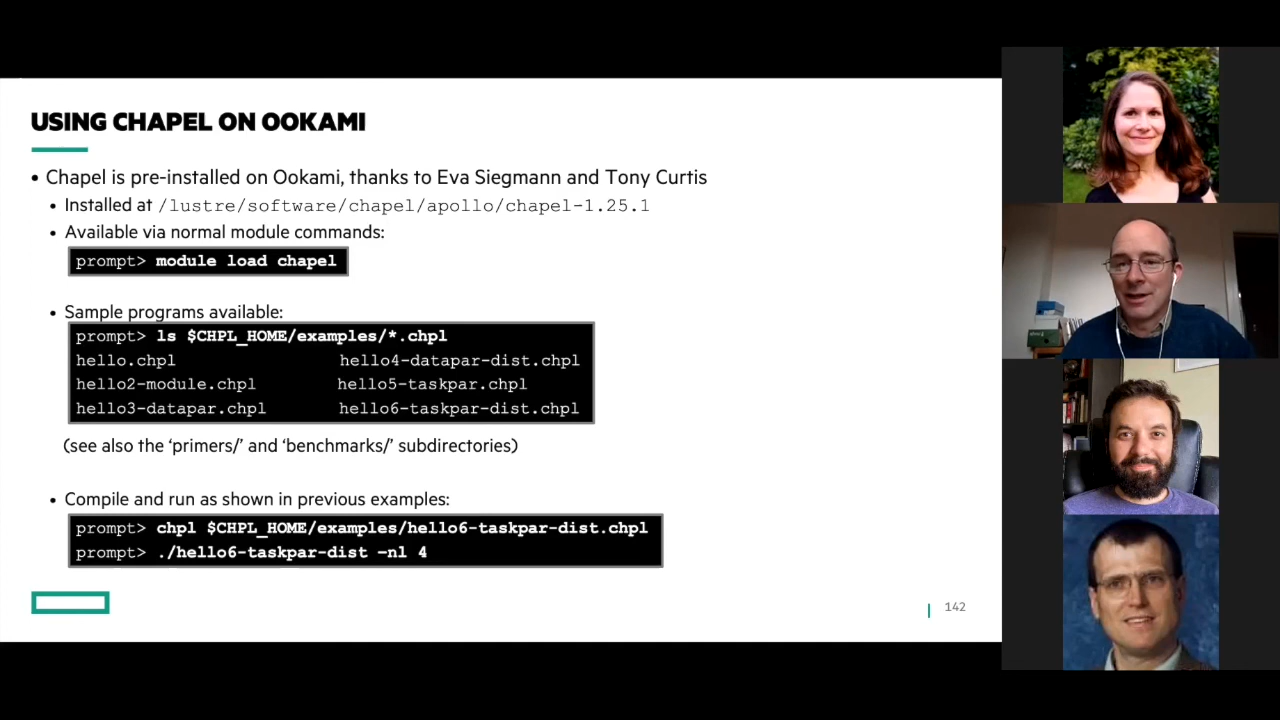 USING CHAPEL ON OOKAMI
• Chapel is pre-installed on Ookami, thanks to Eva Siegmann and Tony Curtis
• Installed at /lustre/software/chapel/apollo/chapel-1.25.1
• Available via normal module commands:
prompt> module load chapel
• Sample programs available:
prompt> ls $CHPL_HOME/examples/*.chpl
hello.chpl hello4-datapar-dist.chpl
hello2-module.chpl hello5-taskpar.chpl
hello3-datapar.chpl hello6-taskpar-dist.chpl
(see also the ‘primers/’ and ‘benchmarks/’ subdirectories)
• Compile and run as shown in previous examples:
prompt> chpl $CHPL_HOME/examples/hello6-taskpar-dist.chpl
prompt> ./hello6-taskpar-dist –nl 4
142